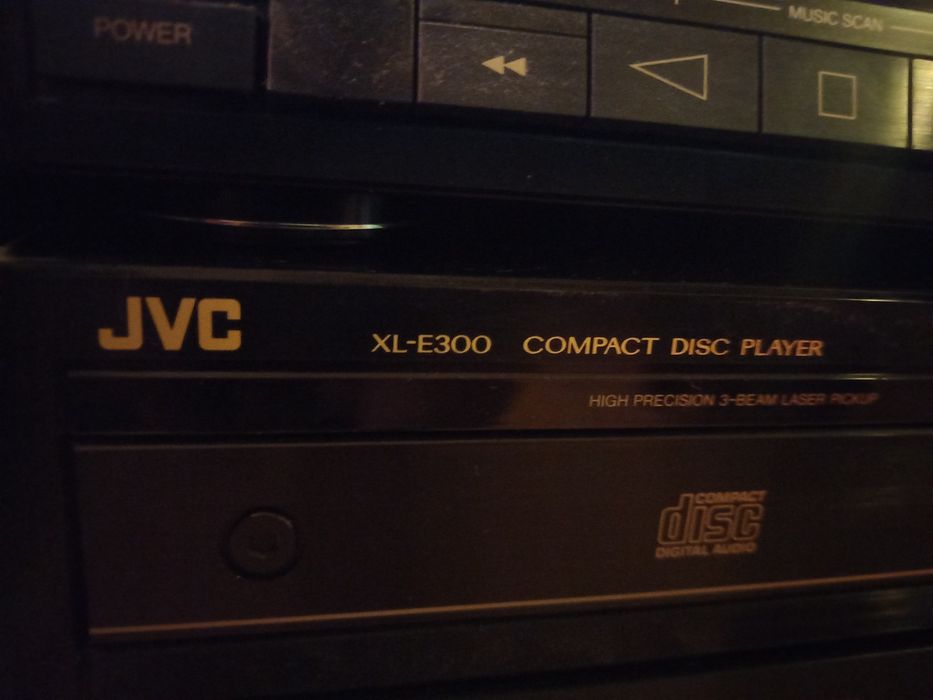 POWER
MUSIC SCAN
JVC
XL-E300 COMPACT DISC PLAYER
HIGH PRECISION 3-BEAM LASER PICKUP
COMPACT
disc
DIGITAL AUDIO